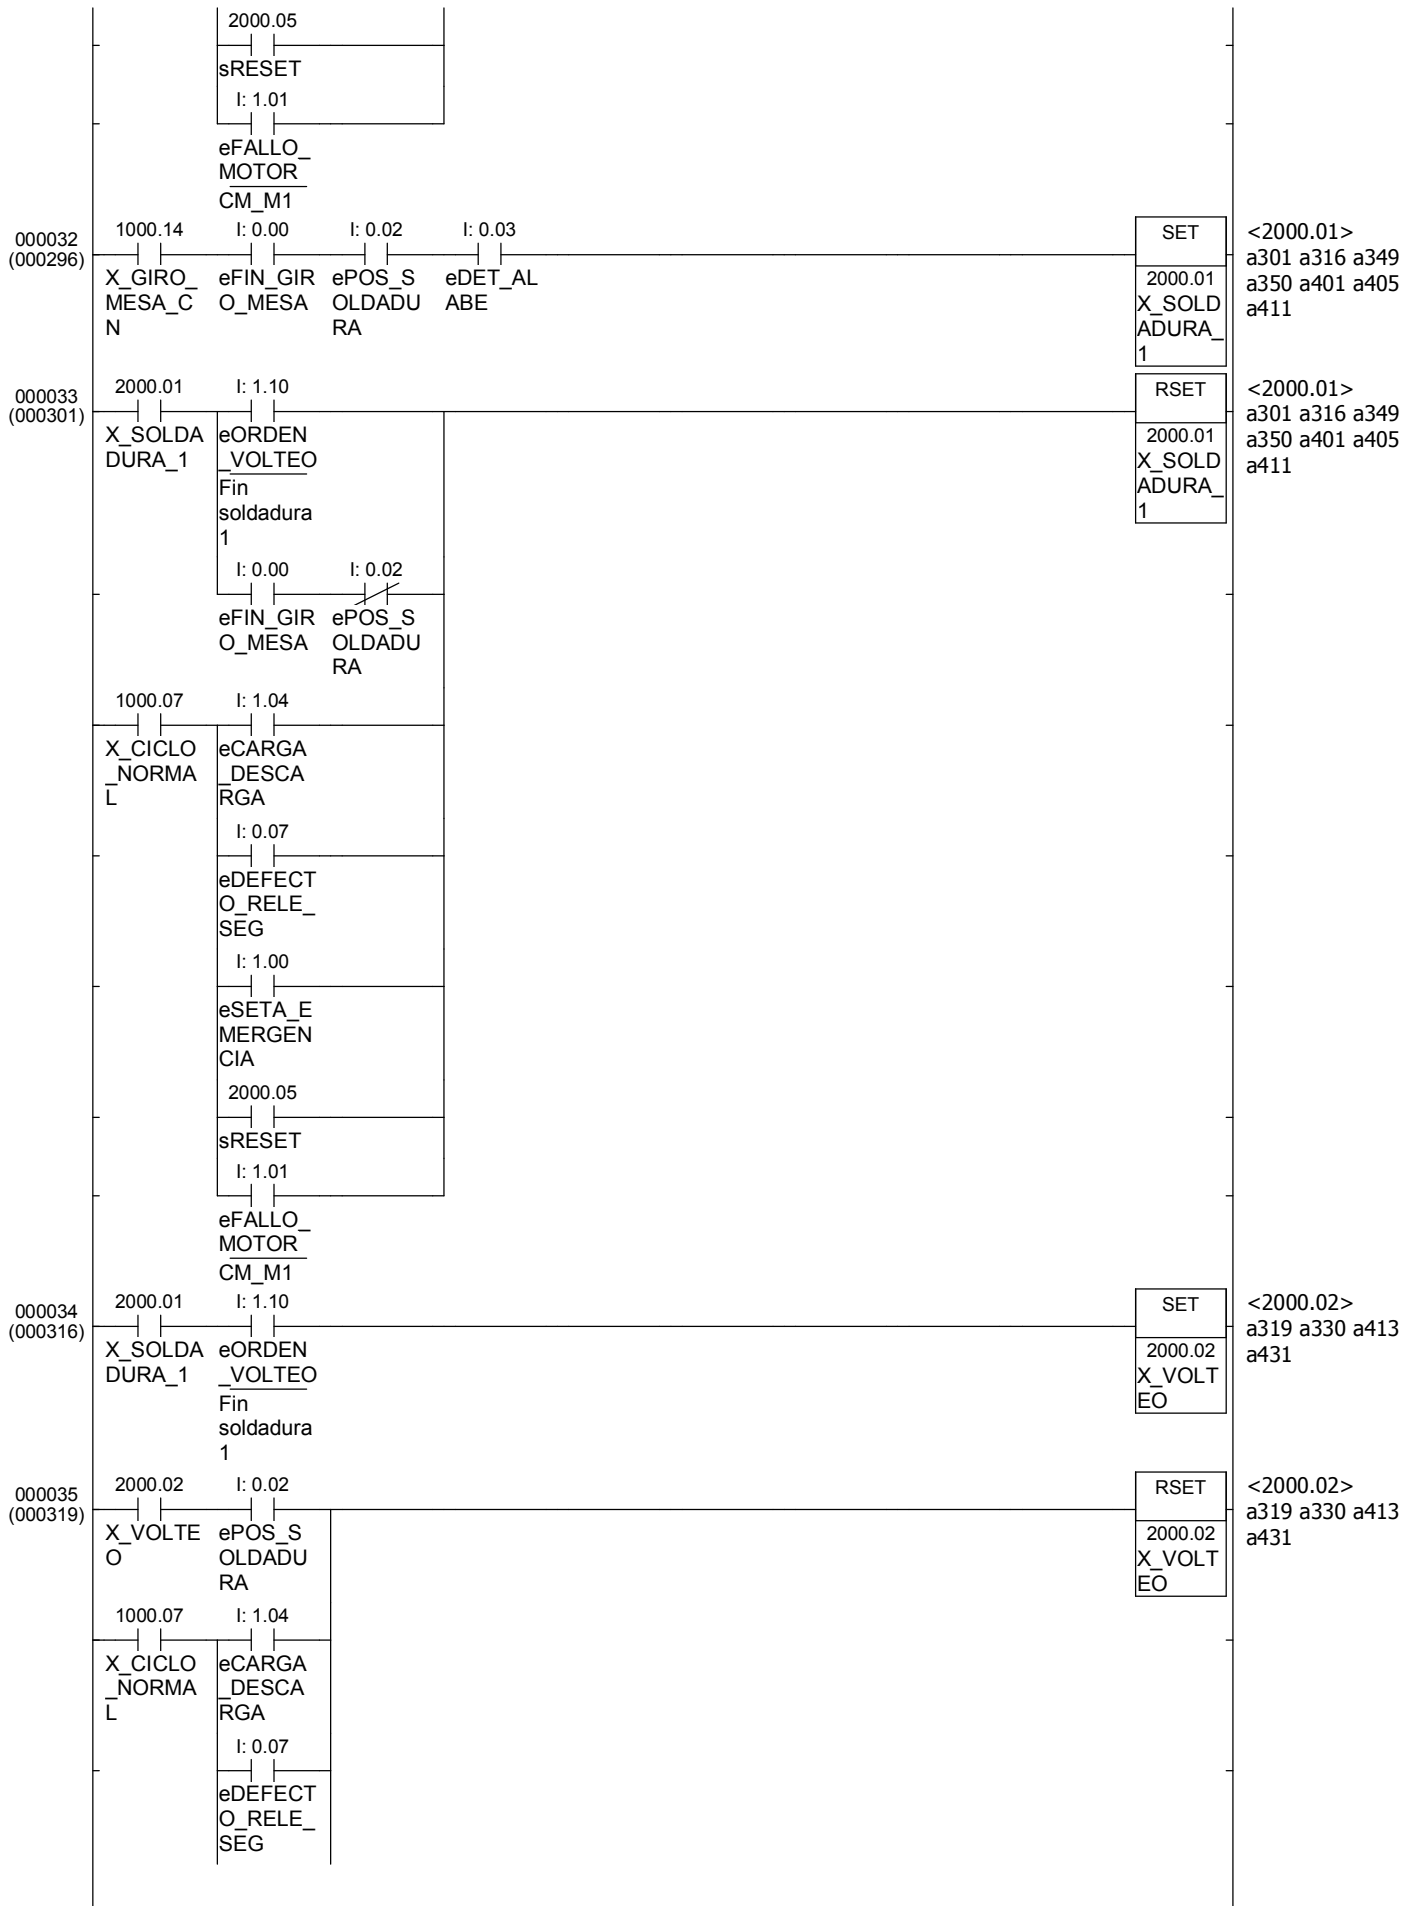 2000.05
sRESET
I: 1.01
eFALLO_
MOTOR
CM_M1
000032
(000296)
1000.14 I: 0.00 I: 0.02 I: 0.03
X_GIRO_ eFIN_GIR ePOS_S eDET_AL
MESA_C O_MESA OLDADU ABE
N RA
SET
2000.01
X_SOLD
ADURA_
1
<2000.01>
a301 a316 a349
a350 a401 a405
a411
000033
(000301)
2000.01 I: 1.10
X_SOLDA eORDEN
DURA_1 _VOLTEO
Fin
soldadura
1
RSET
2000.01
X_SOLD
ADURA_
1
<2000.01>
a301 a316 a349
a350 a401 a405
a411
I: 0.00 I: 0.02
eFIN_GIR ePOS_S
O_MESA OLDADU
RA
1000.07 I: 1.04
X_CICLO eCARGA
_NORMA _DESCA
L RGA
I: 0.07
eDEFECT
O_RELE_
SEG
I: 1.00
eSETA_E
MERGEN
CIA
2000.05
sRESET
I: 1.01
eFALLO_
MOTOR
CM_M1
000034
(000316)
2000.01 I: 1.10
X_SOLDA eORDEN
DURA_1 _VOLTEO
Fin
soldadura
1
SET
2000.02
X_VOLT
EO
<2000.02>
a319 a330 a413
a431
000035
(000319)
2000.02 I: 0.02
X_VOLTE ePOS_S
O OLDADU
RA
RSET
2000.02
X_VOLT
EO
<2000.02>
a319 a330 a413
a431
1000.07 I: 1.04
X_CICLO eCARGA
_NORMA _DESCA
L RGA
I: 0.07
eDEFECT
O_RELE_
SEG